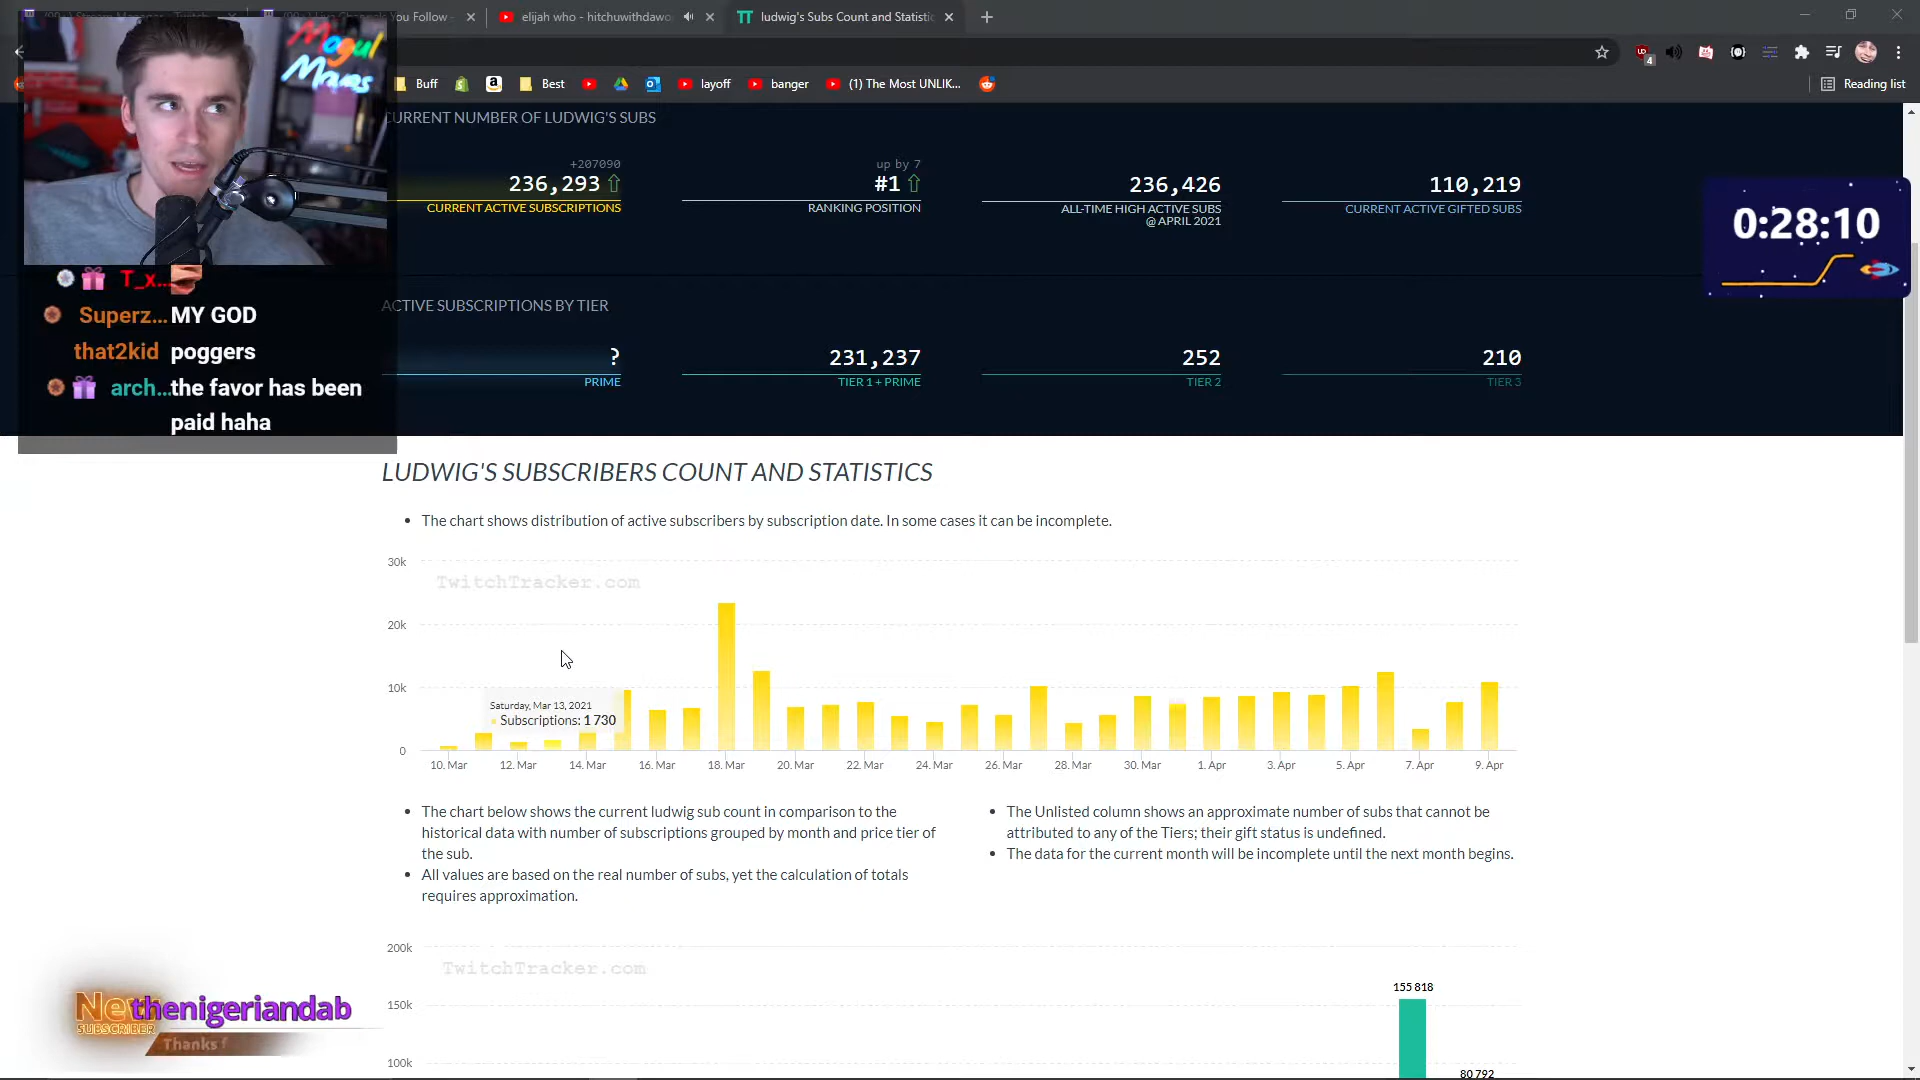 You Follow -
elijah who - hitchuwithdawo
ludwig's Subs Count and Statistic
Mogul
Moves
4
Buff
Best
layoff
banger
(1) The Most UNLIK...
Reading list
CURRENT NUMBER OF LUDWIG'S SUBS
+207090
236,293
CURRENT ACTIVE SUBSCRIPTIONS
up by 7
#1
RANKING POSITION
236,426
ALL-TIME HIGH ACTIVE SUBS
@ APRIL 2021
110,219
CURRENT ACTIVE GIFTED SUBS
0:28:10
T_x...
Superz... MY GOD
that2kid poggers
arch... the favor has been
paid haha
ACTIVE SUBSCRIPTIONS BY TIER
?
PRIME
231,237
TIER 1 + PRIME
252
TIER 2
210
TIER 3
LUDWIG'S SUBSCRIBERS COUNT AND STATISTICS
The chart shows distribution of active subscribers by subscription date. In some cases it can be incomplete.
30k
TwitchTracker.com
20k
10k
Saturday, Mar 13, 2021
Subscriptions: 1 730
0
10. Mar 12. Mar 14. Mar 16. Mar 18. Mar 20. Mar 22. Mar 24. Mar 26. Mar 28. Mar 30. Mar 1. Apr 3. Apr 5. Apr 7. Apr 9. Apr
The chart below shows the current ludwig sub count in comparison to the
historical data with number of subscriptions grouped by month and price tier of
the sub.
All values are based on the real number of subs, yet the calculation of totals
requires approximation.
The Unlisted column shows an approximate number of subs that cannot be
attributed to any of the Tiers; their gift status is undefined.
The data for the current month will be incomplete until the next month begins.
200k
TwitchTracker.com
155 818
150k
100k
80 792
New
thenigeriandab
SUBSCRIBER
Thanks f